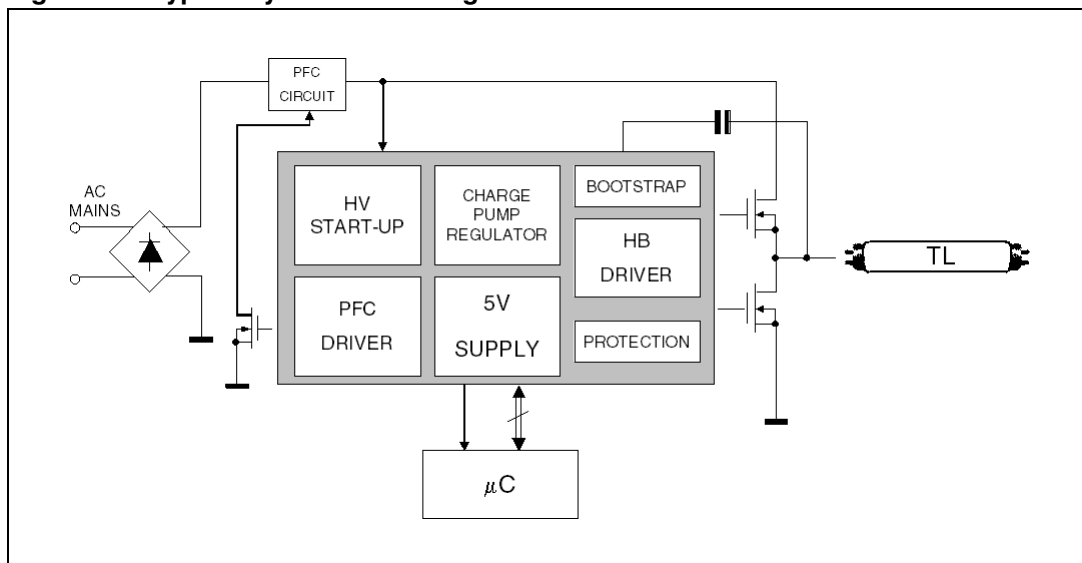 PFC
CIRCUIT
AC
MAINS
HV
START-UP
CHARGE
PUMP
REGULATOR
BOOTSTRAP
HB
DRIVER
PFC
DRIVER
5V
SUPPLY
PROTECTION
TL
μC